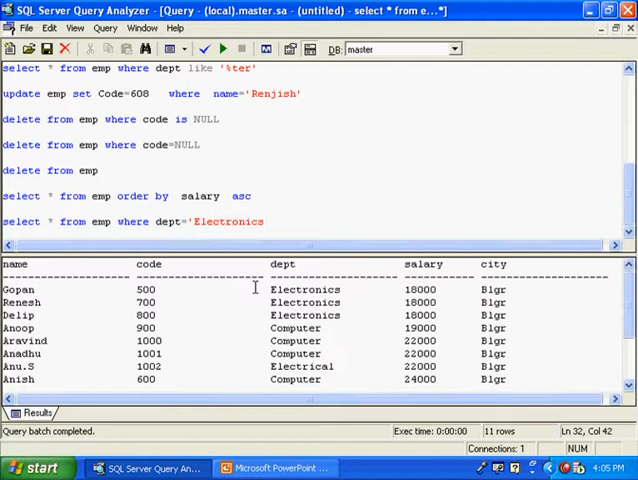 SQL Server Query Analyzer - [Query - (local).master.sa - (untitled) - select * from e...*]
File Edit View Query Window Help
DB: master
select * from emp where dept like '%ter'
update emp set Code=608 where name='Renjish'
delete from emp where code is NULL
delete from emp where code=NULL
delete from emp
select * from emp order by salary asc
select * from emp where dept='Electronics
name code dept salary city
Gopan 500 Electronics 18000 Blgr
Renesh 700 Electronics 18000 Blgr
Delip 800 Electronics 18000 Blgr
Anoop 900 Computer 19000 Blgr
Aravind 1000 Computer 22000 Blgr
Anadhu 1001 Computer 22000 Blgr
Anu.S 1002 Electrical 22000 Blgr
Anish 600 Computer 24000 Blgr
Results
Query batch completed. Exec time: 0:00:00 11 rows Ln 32, Col 42
Connections: 1 NUM
start SQL Server Query An... Microsoft PowerPoint ... 4:05 PM